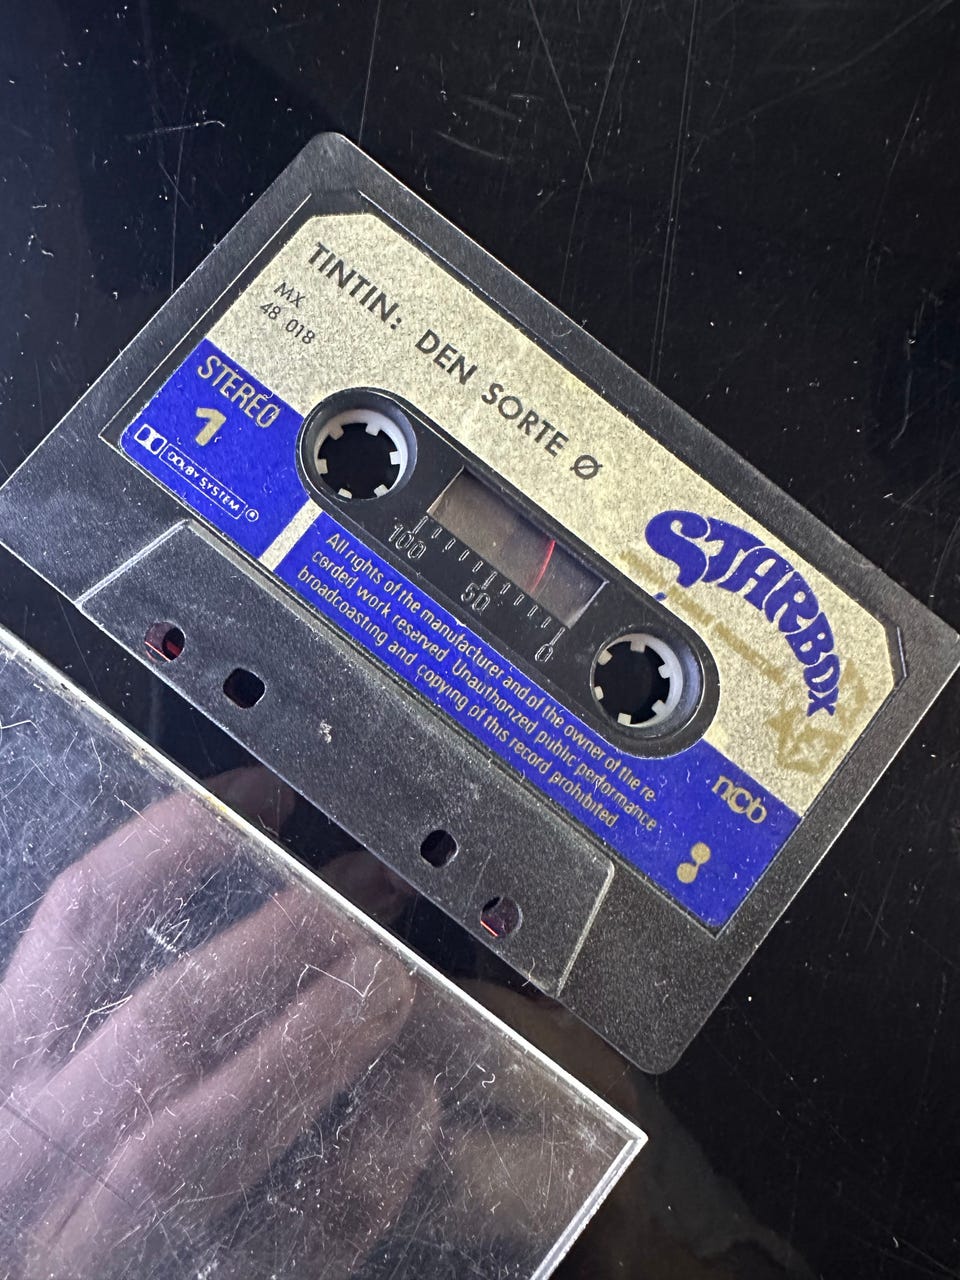 TINTIN: DEN SORTE Ø
MX
48 018
STEREO
1
DOLBY SYSTEM
100
50
0
STARBOX
All rights of the manufacturer and of the owner of the re-
corded work reserved. Unauthorized public performance
broadcoasting and copying of this record prohibited
ncb